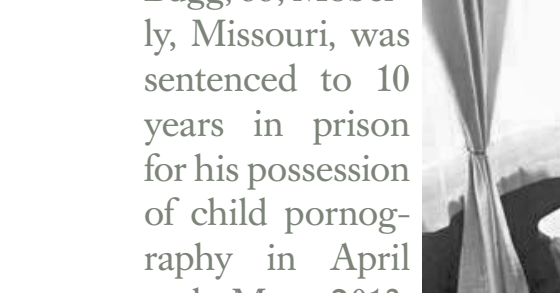 ly, Missouri, was
sentenced to 10
years in prison
for his possession
of child pornog-
raphy in April